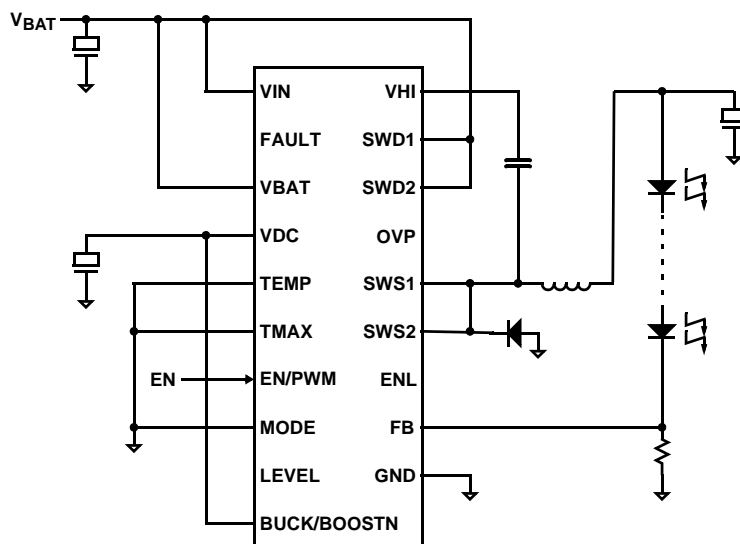 VBAT
VIN
VHI
FAULT
SWD1
VBAT
SWD2
VDC
OVP
TEMP
SWS1
TMAX
SWS2
EN
EN/PWM
ENL
MODE
FB
LEVEL
GND
BUCK/BOOSTN